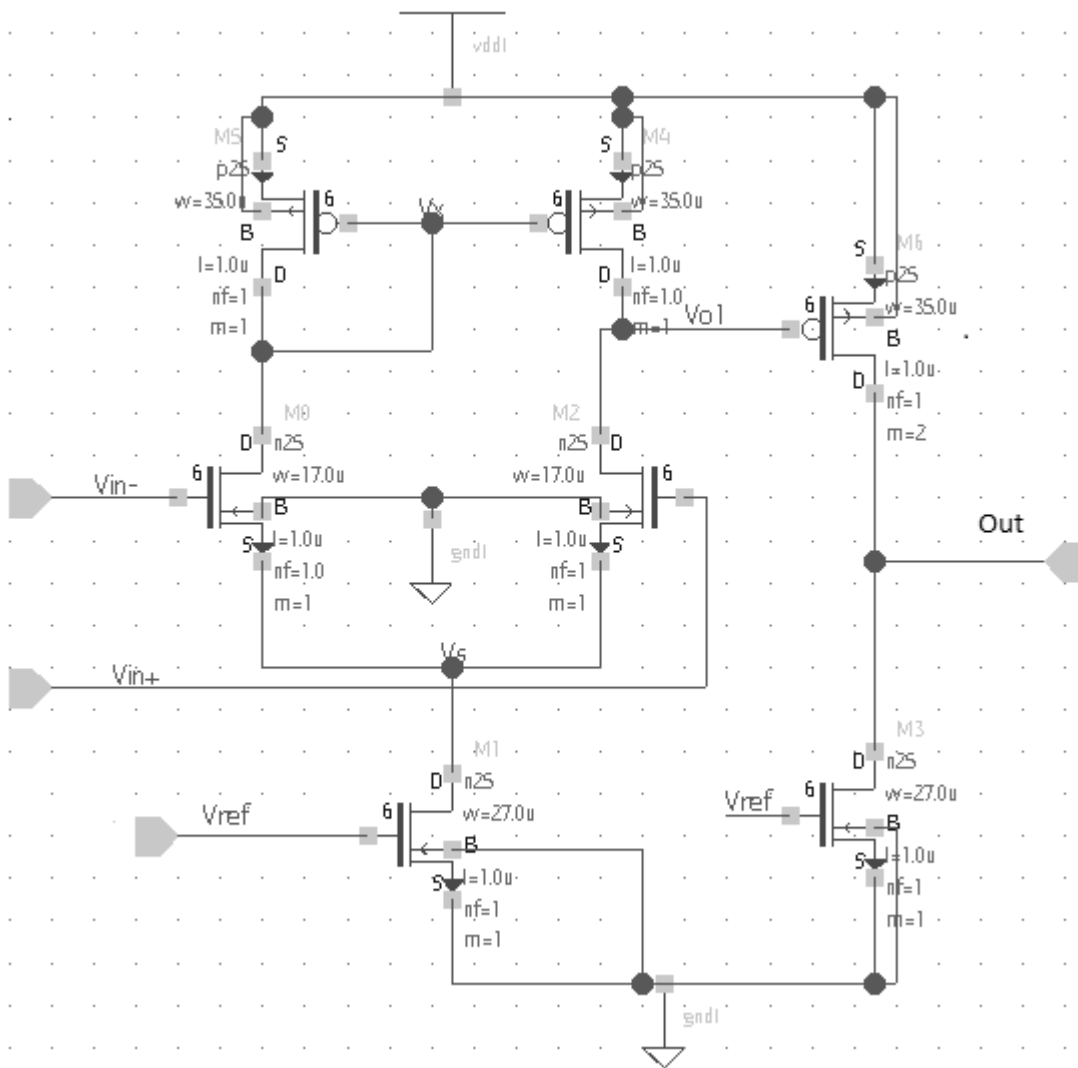 vdd!
M5
S
p25
w=35.0u
G
B
l=1.0u
D
nf=1
m=1
Vx
M4
S
p25
w=35.0u
G
B
l=1.0u
D
nf=1.0
m=1
Vo1
M6
S
p25
w=35.0u
G
B
l=1.0u
D
nf=1
m=2
M0
D
n25
G
w=17.0u
B
l=1.0u
S
nf=1.0
m=1
Vin-
gnd!
M2
n25
D
w=17.0u
G
B
l=1.0u
S
nf=1
m=1
Out
Vs
Vin+
M1
D
n25
G
w=27.0u
Vref
B
S
l=1.0u
nf=1
m=1
M3
D
n25
G
w=27.0u
Vref
B
S
l=1.0u
nf=1
m=1
gnd!